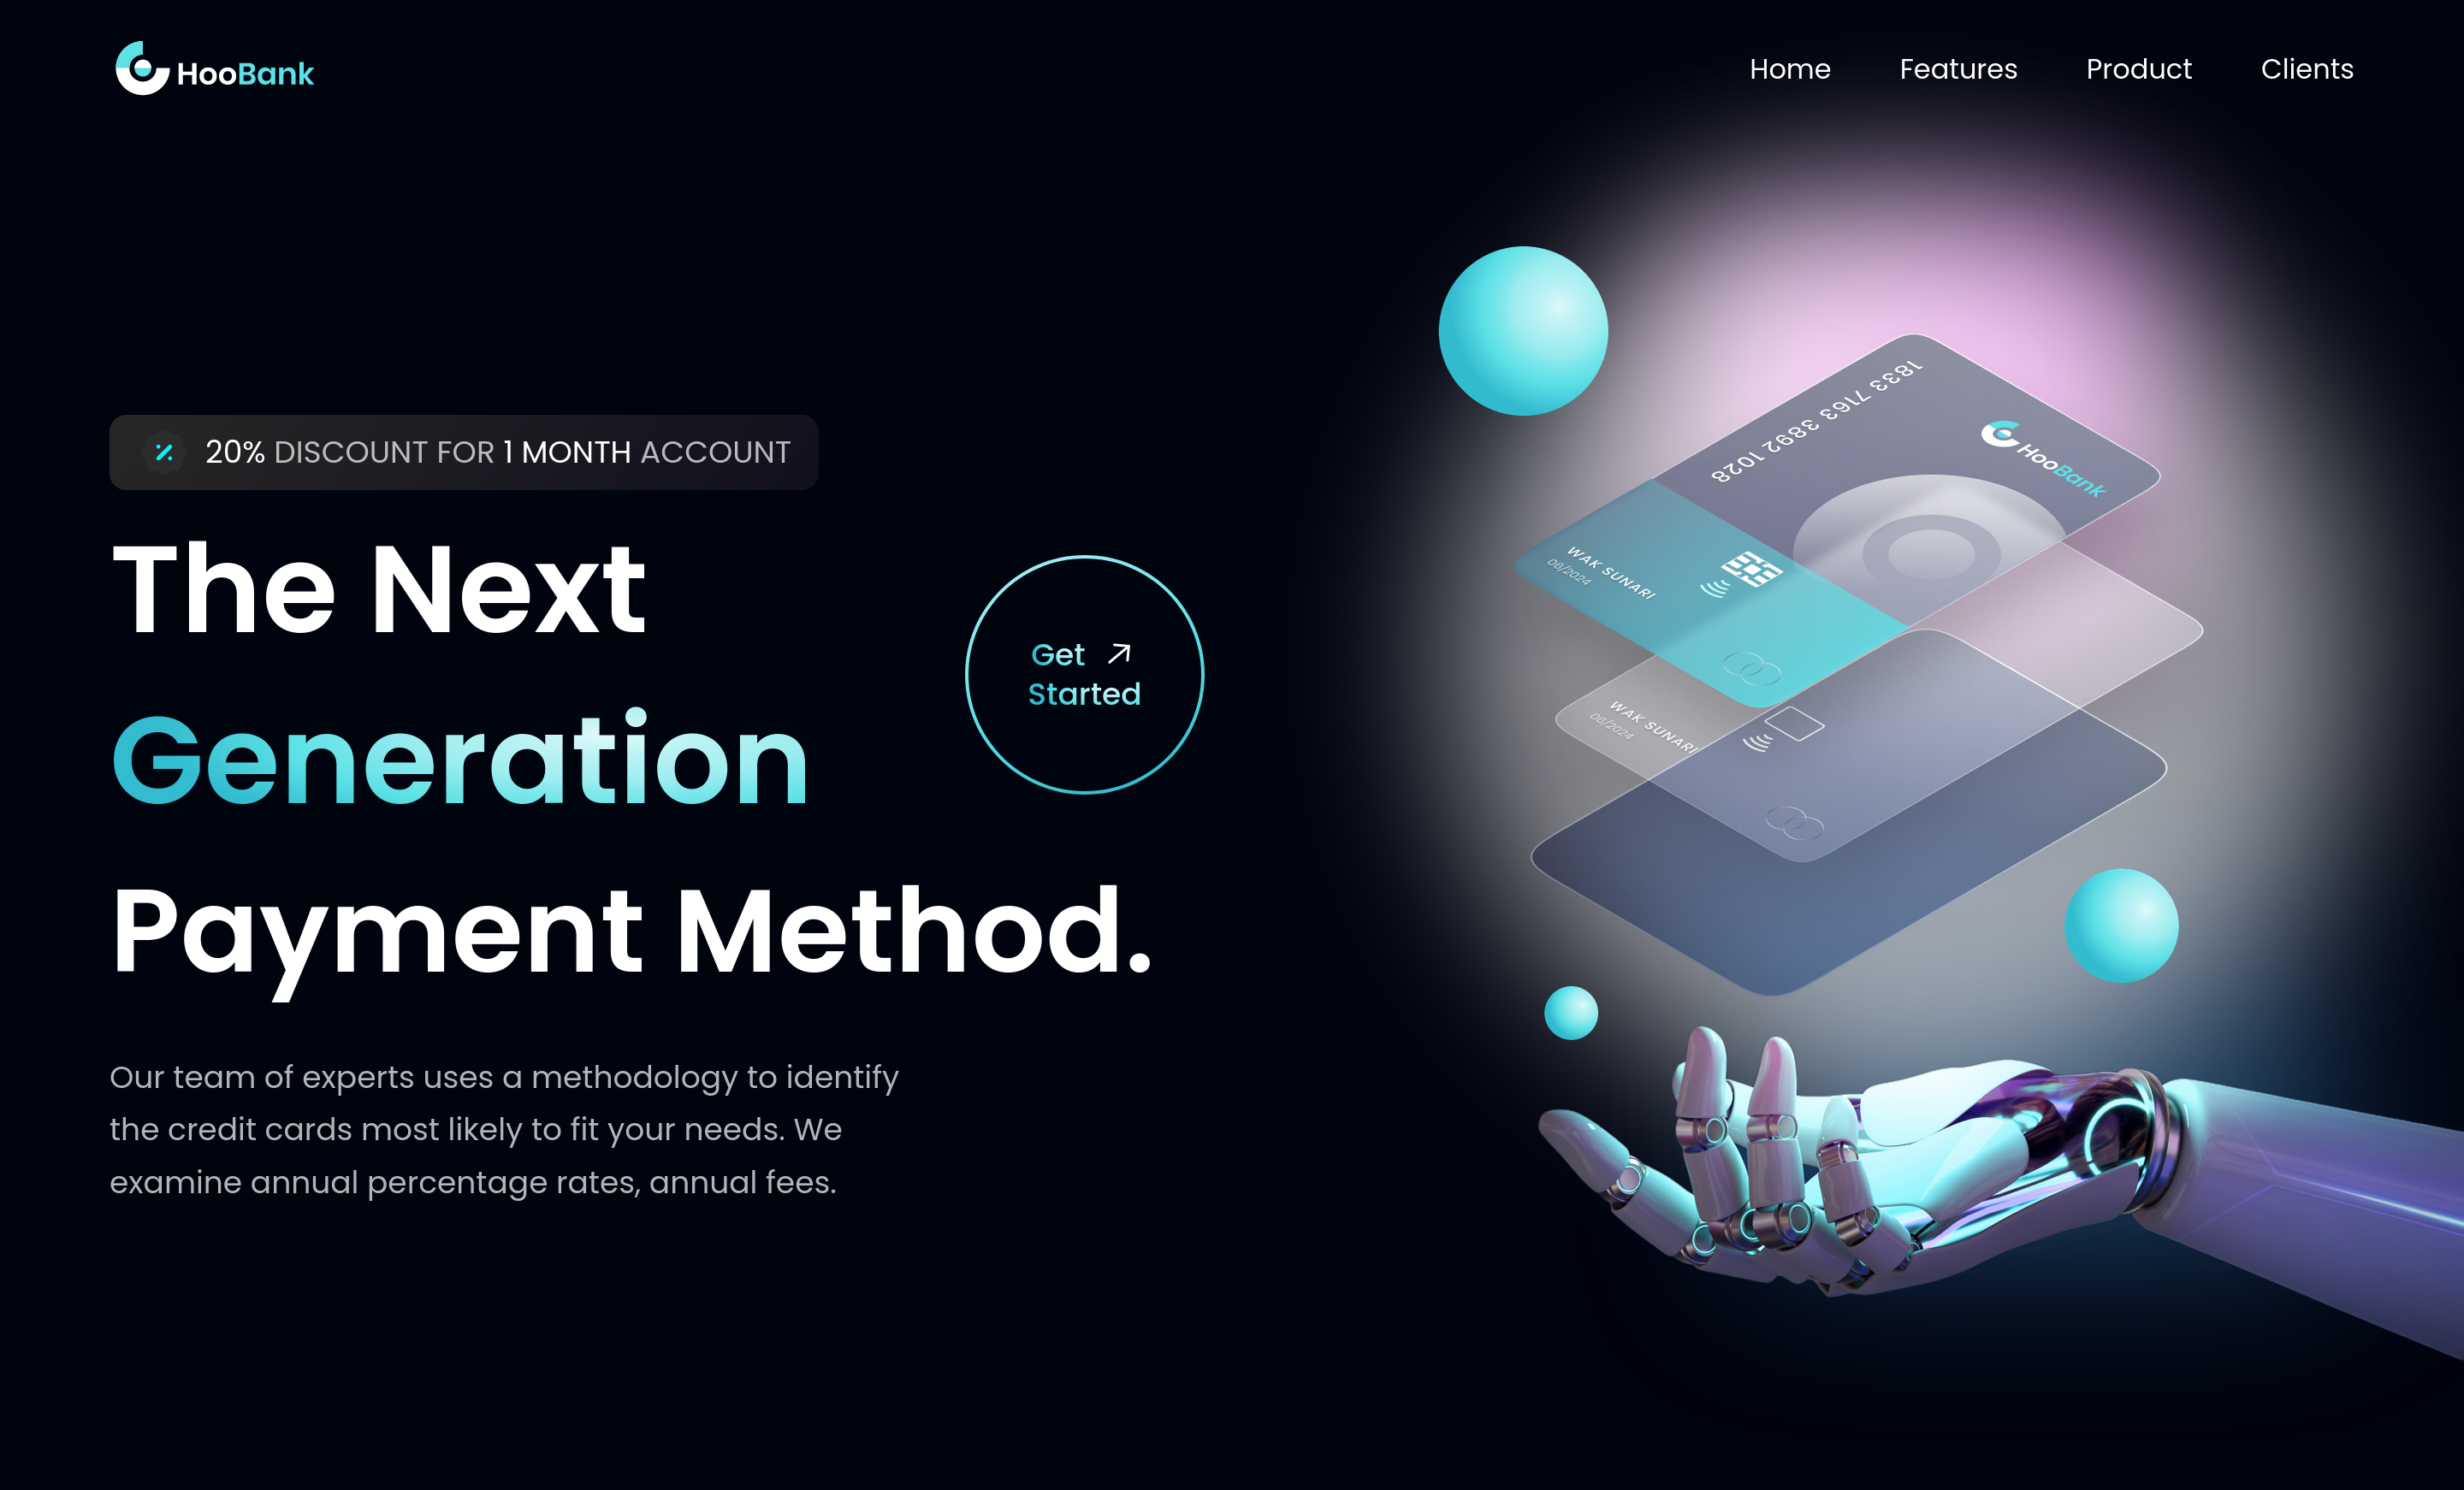 HooBank
Home Features Product Clients
20% DISCOUNT FOR 1 MONTH ACCOUNT
The Next
Generation
Payment Method.
Get
Started
Our team of experts uses a methodology to identify
the credit cards most likely to fit your needs. We
examine annual percentage rates, annual fees.
1833 7163 3892 1028
HooBank
WAK SUNARI
06/2024
WAK SUNARI
06/2024